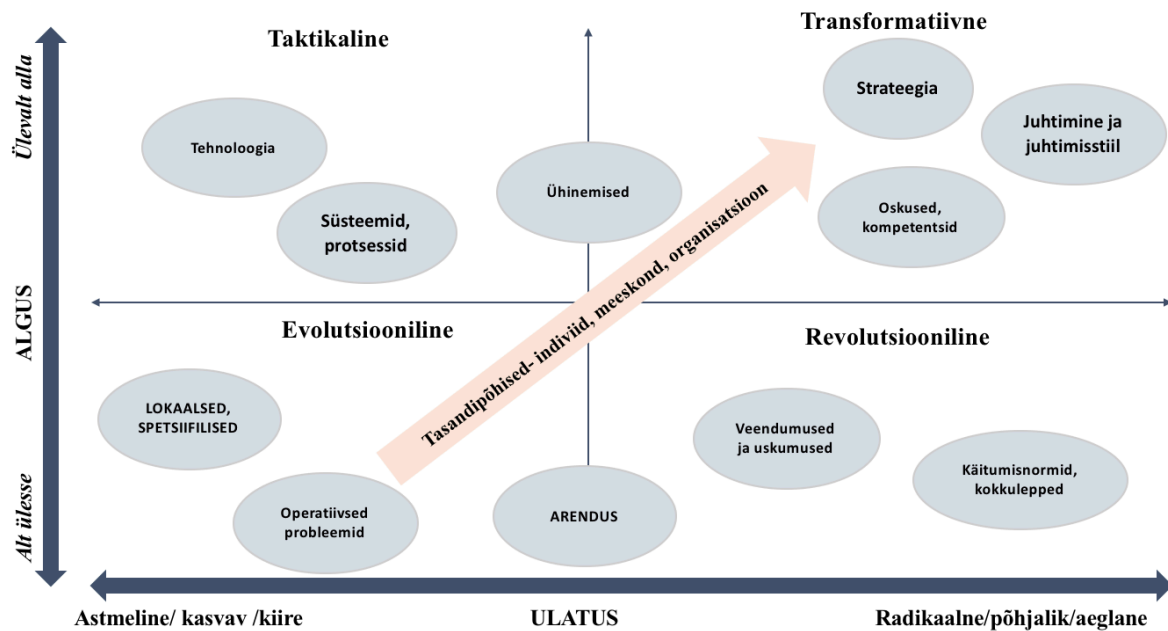 Transformatiivne
Taktikaline
Ülevalt alla
Strateegia
Juhtimine ja
juhtimisstiil
Tehnoloogia
Ühinemised
Süsteemid,
protsessid
Oskused,
kompetentsid
Tasandipõhised- indiviid, meeskond, organisatsioon
ALGUS
Evolutsiooniline
Revolutsiooniline
LOKAALSED,
SPETSIIFILISED
Veendumused
ja uskumused
Käitumisnormid,
kokkulepped
Operatiivsed
probleemid
ARENDUS
Alt ülesse
Astmeline/ kasvav /kiire
ULATUS
Radikaalne/põhjalik/aeglane